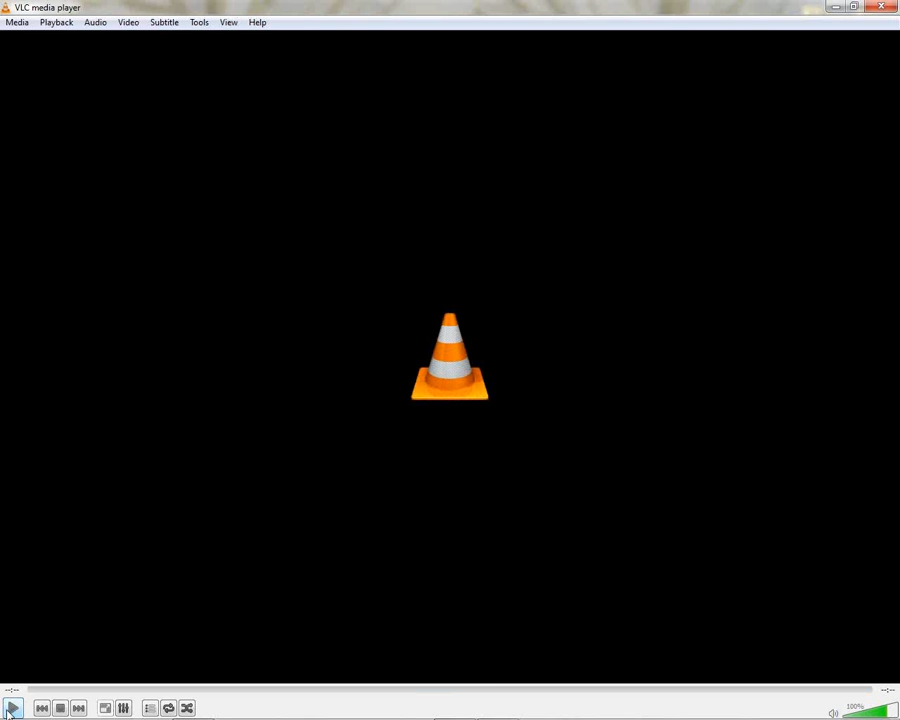 VLC media player
Media Playback Audio Video Subtitle Tools View Help
--:-- --:--
100%